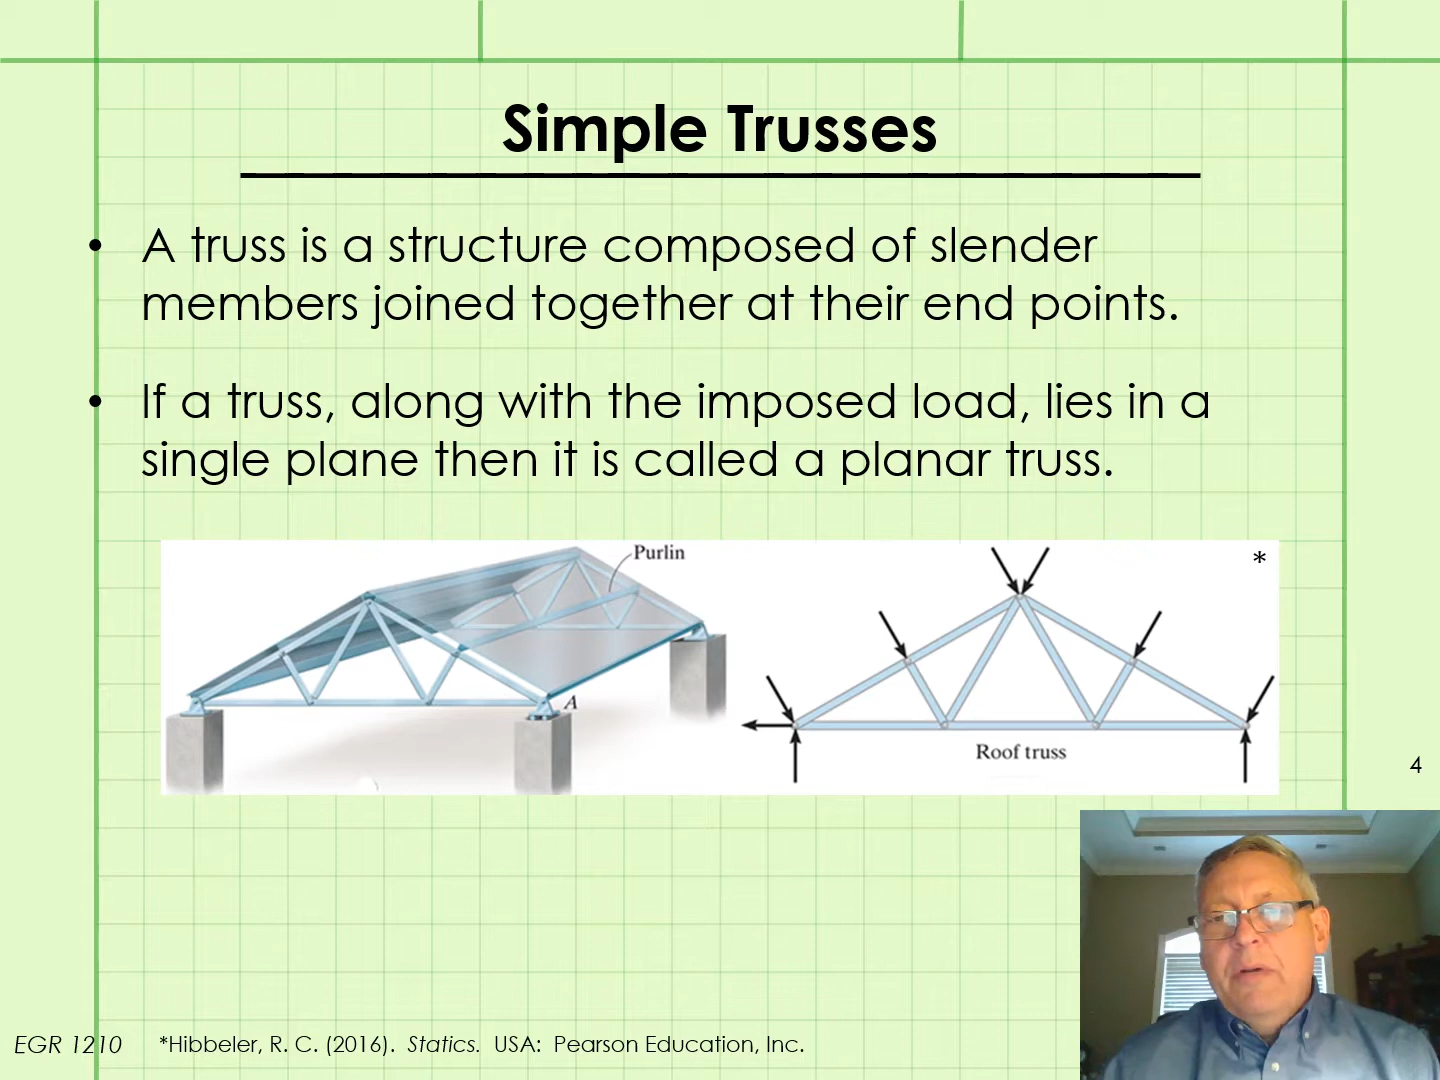 Simple Trusses
• A truss is a structure composed of slender
members joined together at their end points.
• If a truss, along with the imposed load, lies in a
single plane then it is called a planar truss.
Purlin
*
A
Roof truss
4
EGR 1210
*Hibbeler, R. C. (2016). Statics. USA: Pearson Education, Inc.